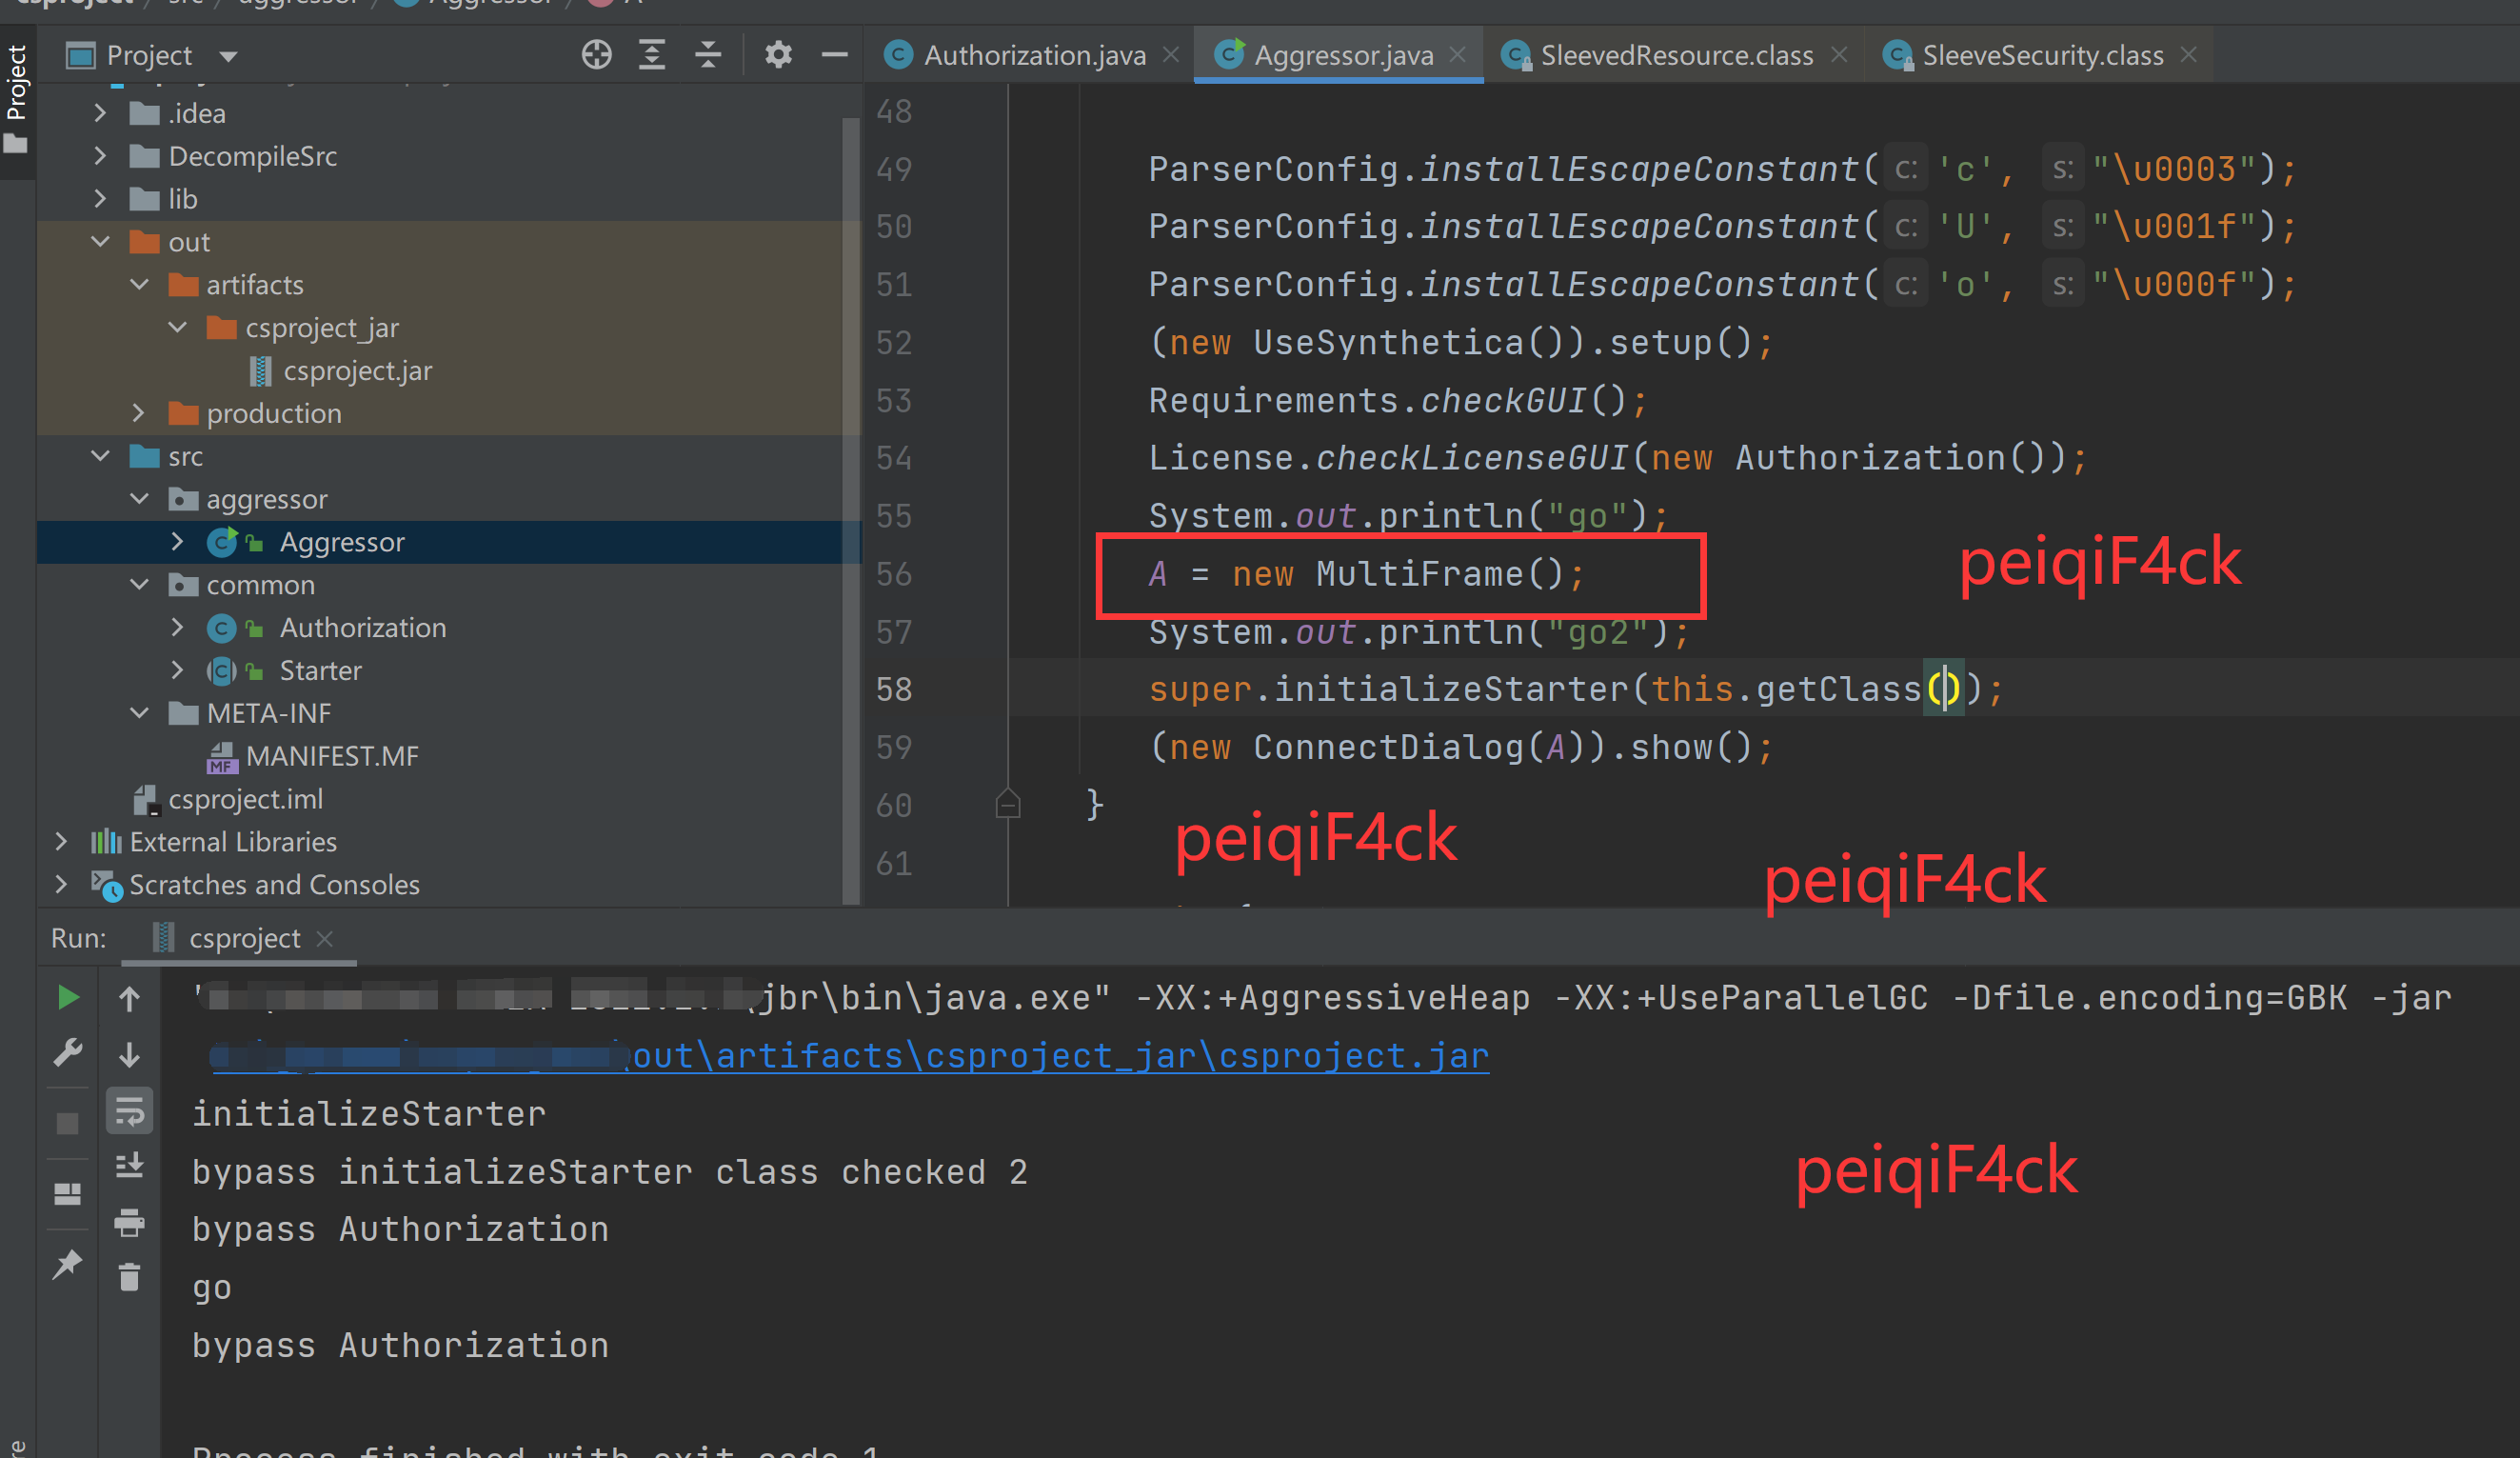 Project
Project
.idea
DecompileSrc
lib
out
artifacts
csproject_jar
csproject.jar
production
src
aggressor
Aggressor
common
Authorization
Starter
META-INF
MANIFEST.MF
csproject.iml
External Libraries
Scratches and Consoles
Authorization.java
Aggressor.java
SleevedResource.class
SleeveSecurity.class
48
49 ParserConfig.installEscapeConstant( c: 'c', s: "\u0003");
50 ParserConfig.installEscapeConstant( c: 'U', s: "\u001f");
51 ParserConfig.installEscapeConstant( c: 'o', s: "\u000f");
52 (new UseSynthetica()).setup();
53 Requirements.checkGUI();
54 License.checkLicenseGUI(new Authorization());
55 System.out.println("go");
56 A = new MultiFrame();
57 System.out.println("go2");
58 super.initializeStarter(this.getClass());
59 (new ConnectDialog(A)).show();
60 }
61
peiqiF4ck
peiqiF4ck
peiqiF4ck
Run: csproject
\jbr\bin\java.exe" -XX:+AggressiveHeap -XX:+UseParallelGC -Dfile.encoding=GBK -jar
\out\artifacts\csproject_jar\csproject.jar
initializeStarter
bypass initializeStarter class checked 2
bypass Authorization
go
bypass Authorization
Process finished with exit code 1
peiqiF4ck